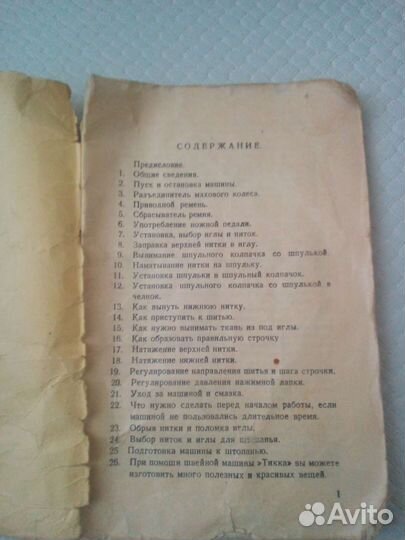 СОДЕРЖАНИЕ.
Предисловие.
1. Общие сведения.
2. Пуск и остановка машины.
3. Разъединитель махового колеса.
4. Приводной ремень.
5. Сбрасыватель ремня.
6. Употребление ножной педали.
7. Установка, выбор иглы и ниток.
8. Заправка верхней нитки в иглу.
9. Вынимание шпульного колпачка со шпулькой.
10. Наматывание нитки на шпульку.
11. Установка шпульки в шпульный колпачок.
12. Установка шпульного колпачка со шпулькой в
челнок.
13. Как вынуть нижнюю нитку.
14. Как приступить к шитью.
15. Как нужно вынимать ткань из под иглы.
16. Как образовать правильную строчку
17. Натяжение верхней нитки.
18. Натяжение нижней нитки.
19. Регулирование направления шитья и шага строчки.
20. Регулирование давления нажимной лапки.
21. Уход за машиной и смазка.
22. Что нужно сделать перед началом работы, если
машиной не пользовались длительное время.
23. Обрыв нитки и поломка иглы.
24. Выбор ниток и иглы для штопанья.
25 Подготовка машины к штопанью.
26. При помощи швейной машины »Тикка» вы можете
изготовить много полезных и красивых вещей.
1
Avito